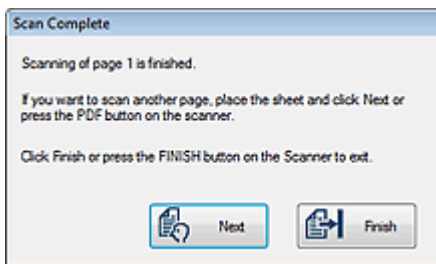 Scan Complete
Scanning of page 1 is finished.
If you want to scan another page, place the sheet and click Next or
press the PDF button on the scanner.
Click Finish or press the FINISH button on the Scanner to exit.
Next
Finish